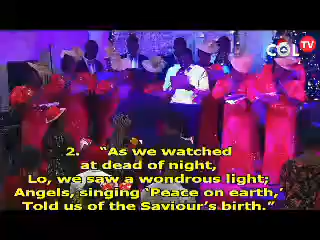 COL TV
2. “As we watched
at dead of night,
Lo, we saw a wondrous light;
Angels, singing ‘Peace on earth,’
Told us of the Saviour’s birth.”